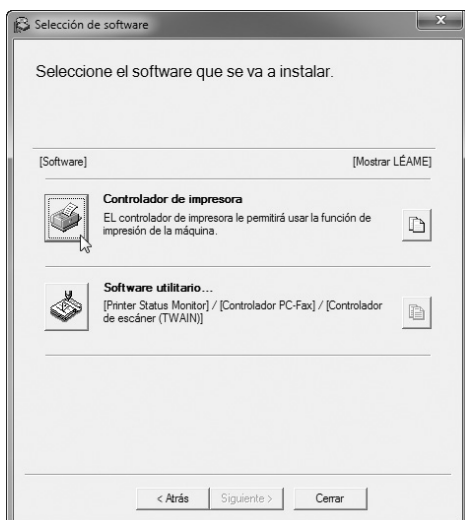 Selección de software
Seleccione el software que se va a instalar.
[Software] [Mostrar LÉAME]
Controlador de impresora
EL controlador de impresora le permitirá usar la función de
impresión de la máquina.
Software utilitario...
[Printer Status Monitor] / [Controlador PC-Fax] / [Controlador
de escáner (TWAIN)]
< Atrás Siguiente > Cerrar